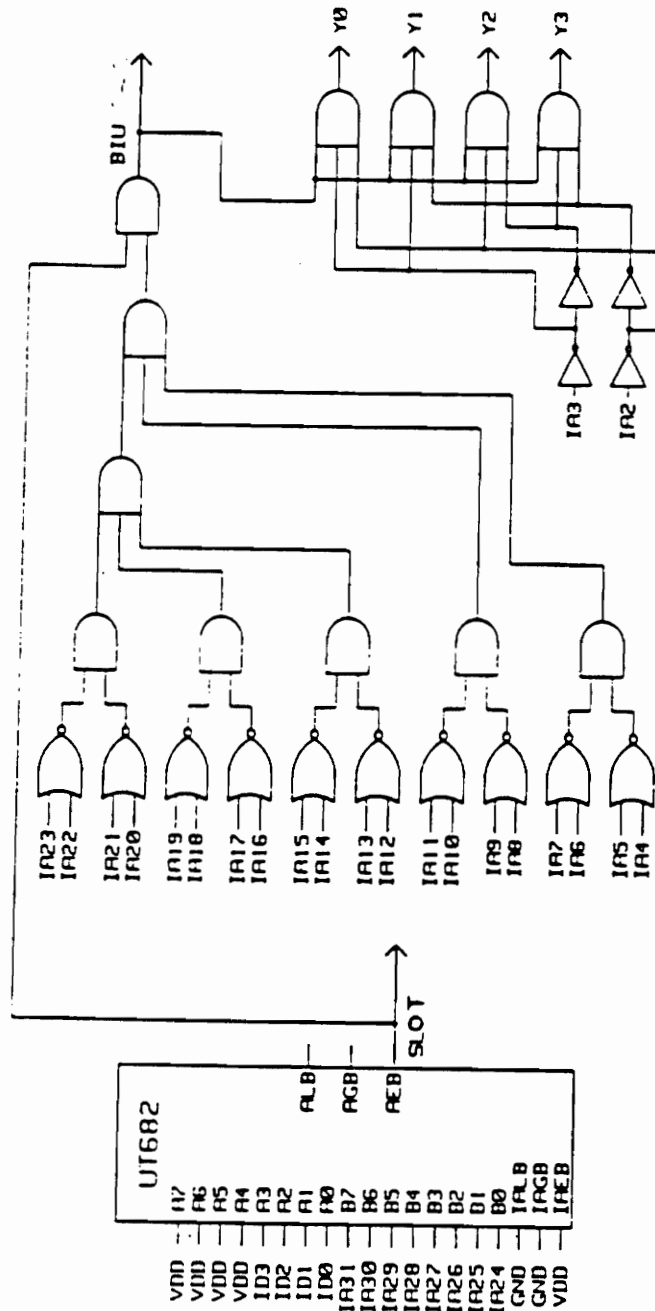 BIU
Y0
Y1
Y2
Y3
IA3
IA2
IA23
IA22
IA21
IA20
IA19
IA18
IA17
IA16
IA15
IA14
IA13
IA12
IA11
IA10
IA9
IA8
IA7
IA6
IA5
IA4
SLOT
UT682
ALB
AGB
AEB
VDD A7
VDD A6
VDD A5
VDD A4
ID3 A3
ID2 A2
ID1 A1
ID0 A0
IA31 B7
IA30 B6
IA29 B5
IA28 B4
IA27 B3
IA26 B2
IA25 B1
IA24 B0
GND IALB
GND IAGB
VDD IAEB